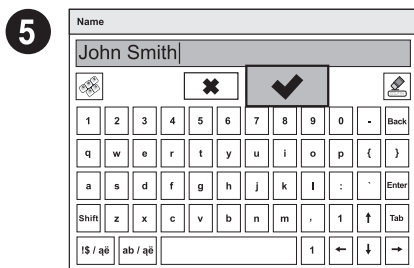 5
Name
John Smith
1 2 3 4 5 6 7 8 9 0 - Back
q w e r t y u i o p { }
a s d f g h j k l : ` Enter
Shift z x c v b n m , 1 ↑ Tab
!$ / aë ab / aë 1 ← ↓ →